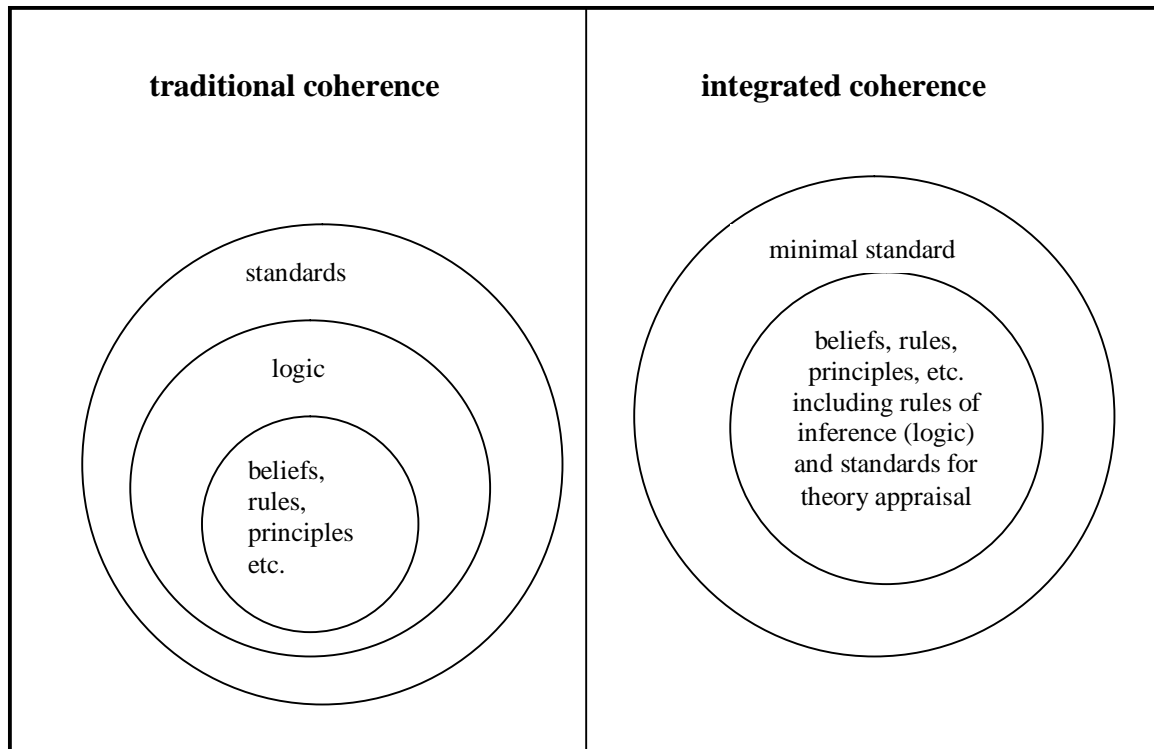 traditional coherence
standards
logic
beliefs,
rules,
principles
etc.
integrated coherence
minimal standard
beliefs, rules,
principles, etc.
including rules of
inference (logic)
and standards for
theory appraisal